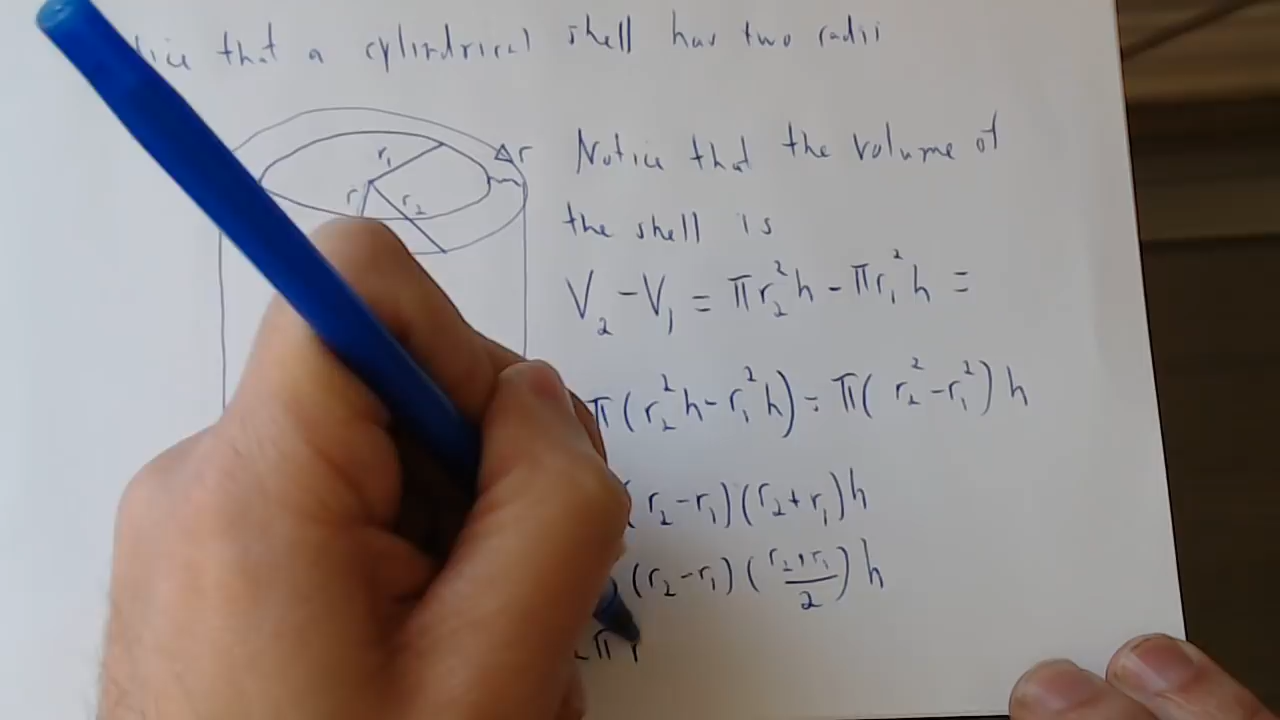 that a cylindrical shell has two radii
r₁
Δr
r
r₂
Notice that the volume of
the shell is
V₂ - V₁ = πr₂²h - πr₁²h =
π(r₂²h - r₁²h) = π(r₂² - r₁²)h
(r₂ - r₁)(r₂ + r₁)h
(r₂ - r₁)((r₂ + r₁)/2)h
2π